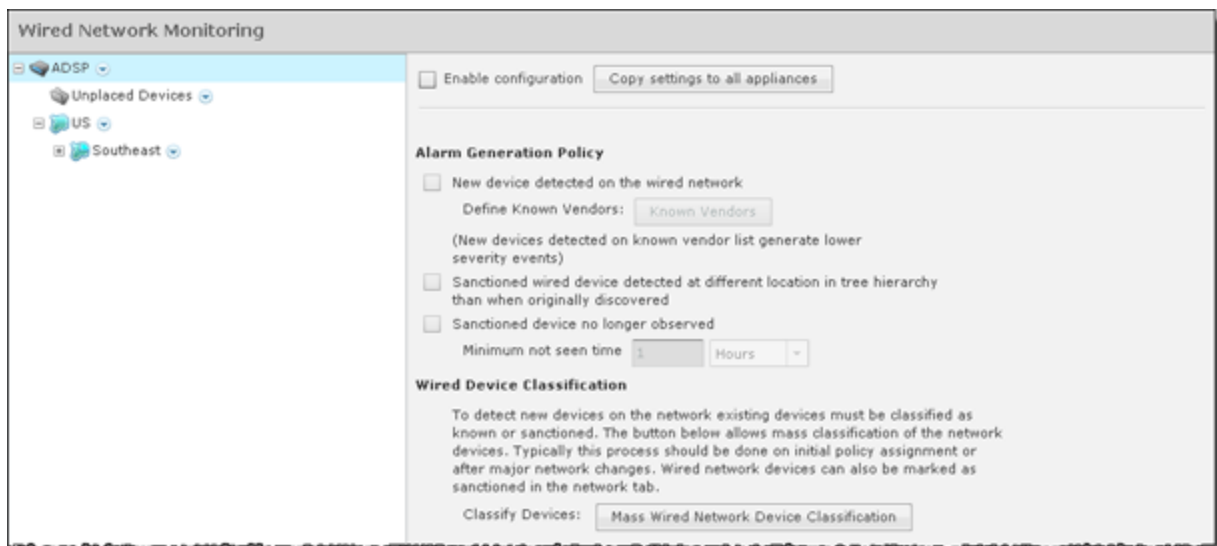 Wired Network Monitoring
ADSP
Unplaced Devices
US
Southeast
Enable configuration
Copy settings to all appliances
Alarm Generation Policy
New device detected on the wired network
Define Known Vendors:
Known Vendors
(New devices detected on known vendor list generate lower
severity events)
Sanctioned wired device detected at different location in tree hierarchy
than when originally discovered
Sanctioned device no longer observed
Minimum not seen time
1
Hours
Wired Device Classification
To detect new devices on the network existing devices must be classified as
known or sanctioned. The button below allows mass classification of the network
devices. Typically this process should be done on initial policy assignment or
after major network changes. Wired network devices can also be marked as
sanctioned in the network tab.
Classify Devices:
Mass Wired Network Device Classification